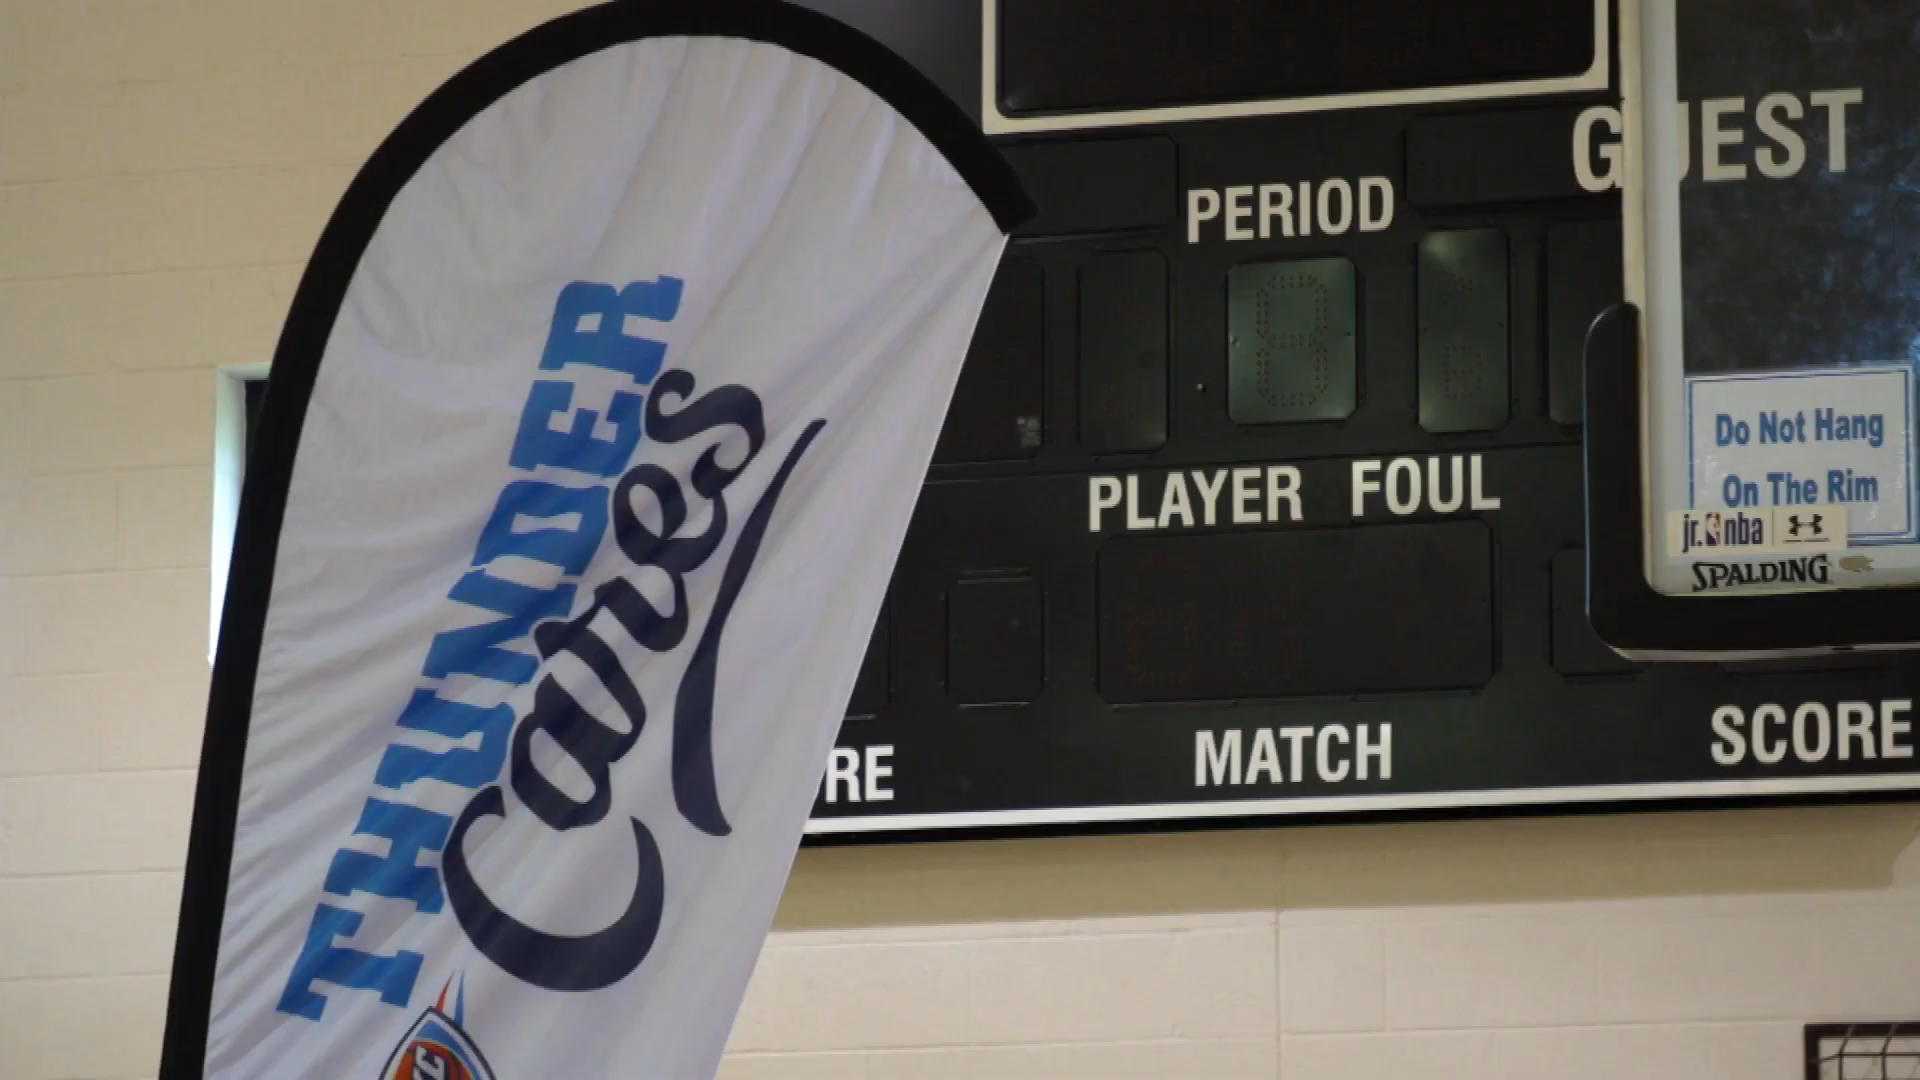 THUNDER
Cares
GUEST
PERIOD
PLAYER FOUL
RE
MATCH
SCORE
Do Not Hang
On The Rim
jr. nba
SPALDING